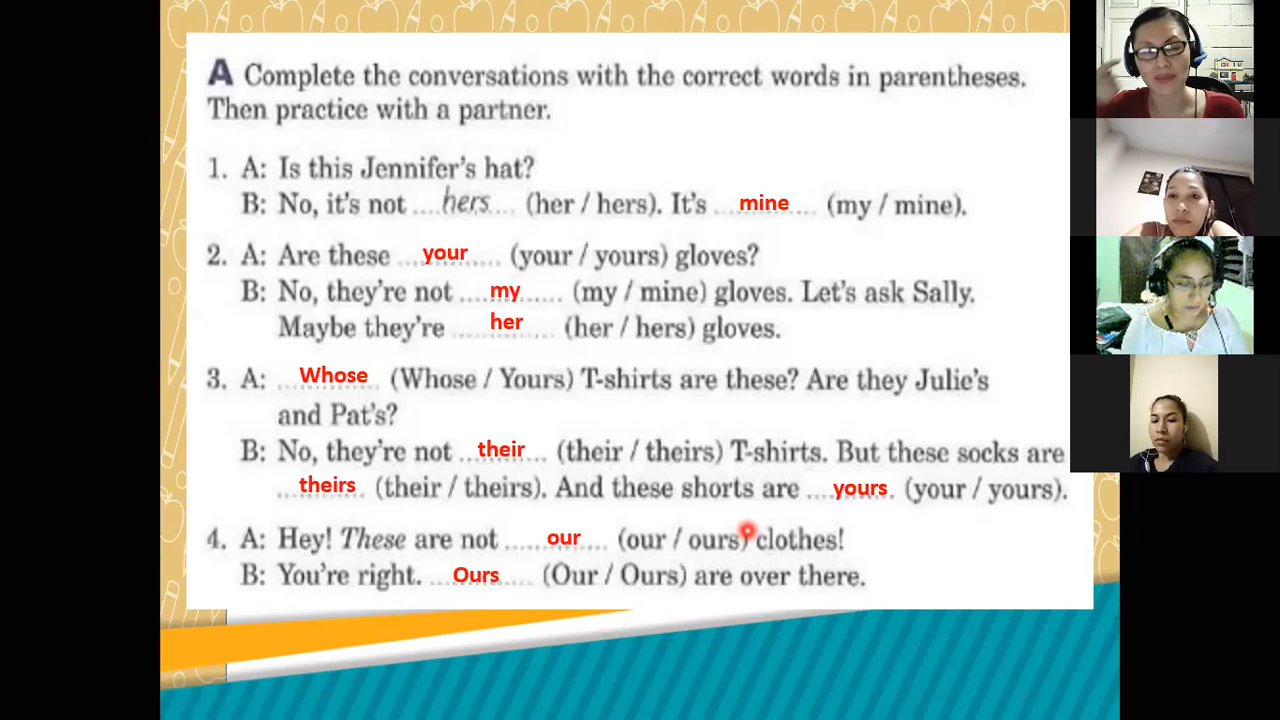 A Complete the conversations with the correct words in parentheses.
Then practice with a partner.
1. A: Is this Jennifer's hat?
B: No, it's not ....hers.... (her / hers). It's ...mine.... (my / mine).
2. A: Are these ...your..... (your / yours) gloves?
B: No, they're not ....my...... (my / mine) gloves. Let's ask Sally.
Maybe they're ....her.... (her / hers) gloves.
3. A: ...Whose.. (Whose / Yours) T-shirts are these? Are they Julie's
and Pat's?
B: No, they're not ...their.... (their / theirs) T-shirts. But these socks are
...theirs.. (their / theirs). And these shorts are ....yours. (your / yours).
4. A: Hey! These are not ......our..... (our / ours) clothes!
B: You're right. ....Ours..... (Our / Ours) are over there.